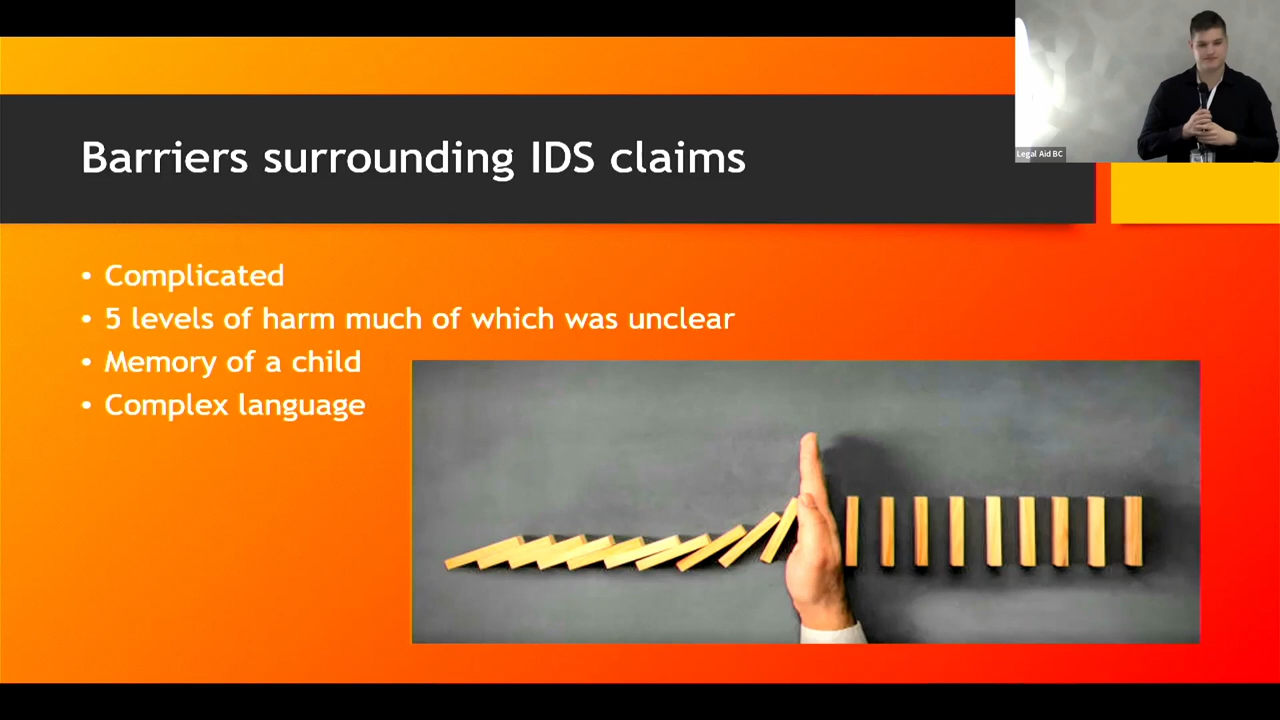 Barriers surrounding IDS claims
• Complicated
• 5 levels of harm much of which was unclear
• Memory of a child
• Complex language
Legal Aid BC